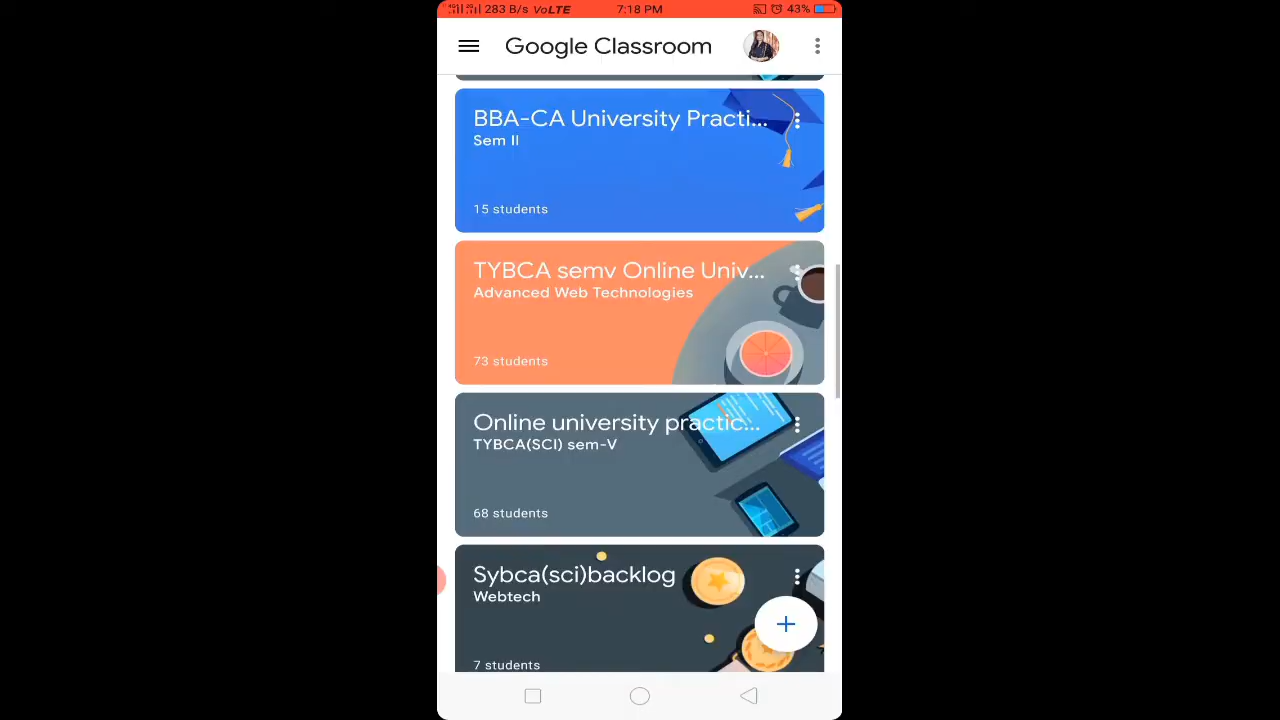 283 B/s VoLTE 7:18 PM 43%
Google Classroom
BBA-CA University Practi...
Sem II
15 students
TYBCA semv Online Univ...
Advanced Web Technologies
73 students
Online university practic...
TYBCA(SCI) sem-V
68 students
Sybca(sci)backlog
Webtech
7 students